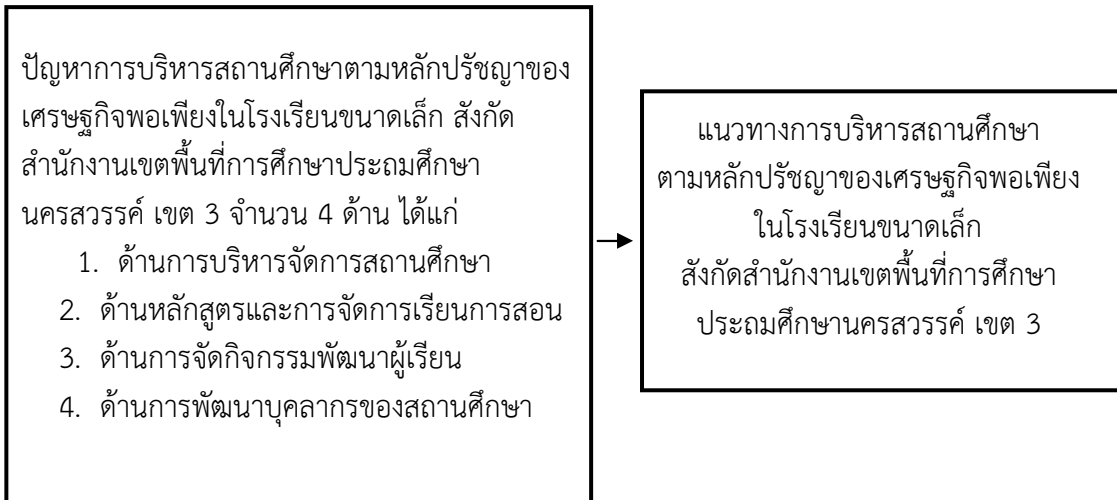 ปัญหาการบริหารสถานศึกษาตามหลักปรัชญาของ
เศรษฐกิจพอเพียงในโรงเรียนขนาดเล็ก สังกัด
สำนักงานเขตพื้นที่การศึกษาประถมศึกษา
นครสวรรค์ เขต 3 จำนวน 4 ด้าน ได้แก่
1. ด้านการบริหารจัดการสถานศึกษา
2. ด้านหลักสูตรและการจัดการเรียนการสอน
3. ด้านการจัดกิจกรรมพัฒนาผู้เรียน
4. ด้านการพัฒนาบุคลากรของสถานศึกษา
แนวทางการบริหารสถานศึกษา
ตามหลักปรัชญาของเศรษฐกิจพอเพียง
ในโรงเรียนขนาดเล็ก
สังกัดสำนักงานเขตพื้นที่การศึกษา
ประถมศึกษานครสวรรค์ เขต 3